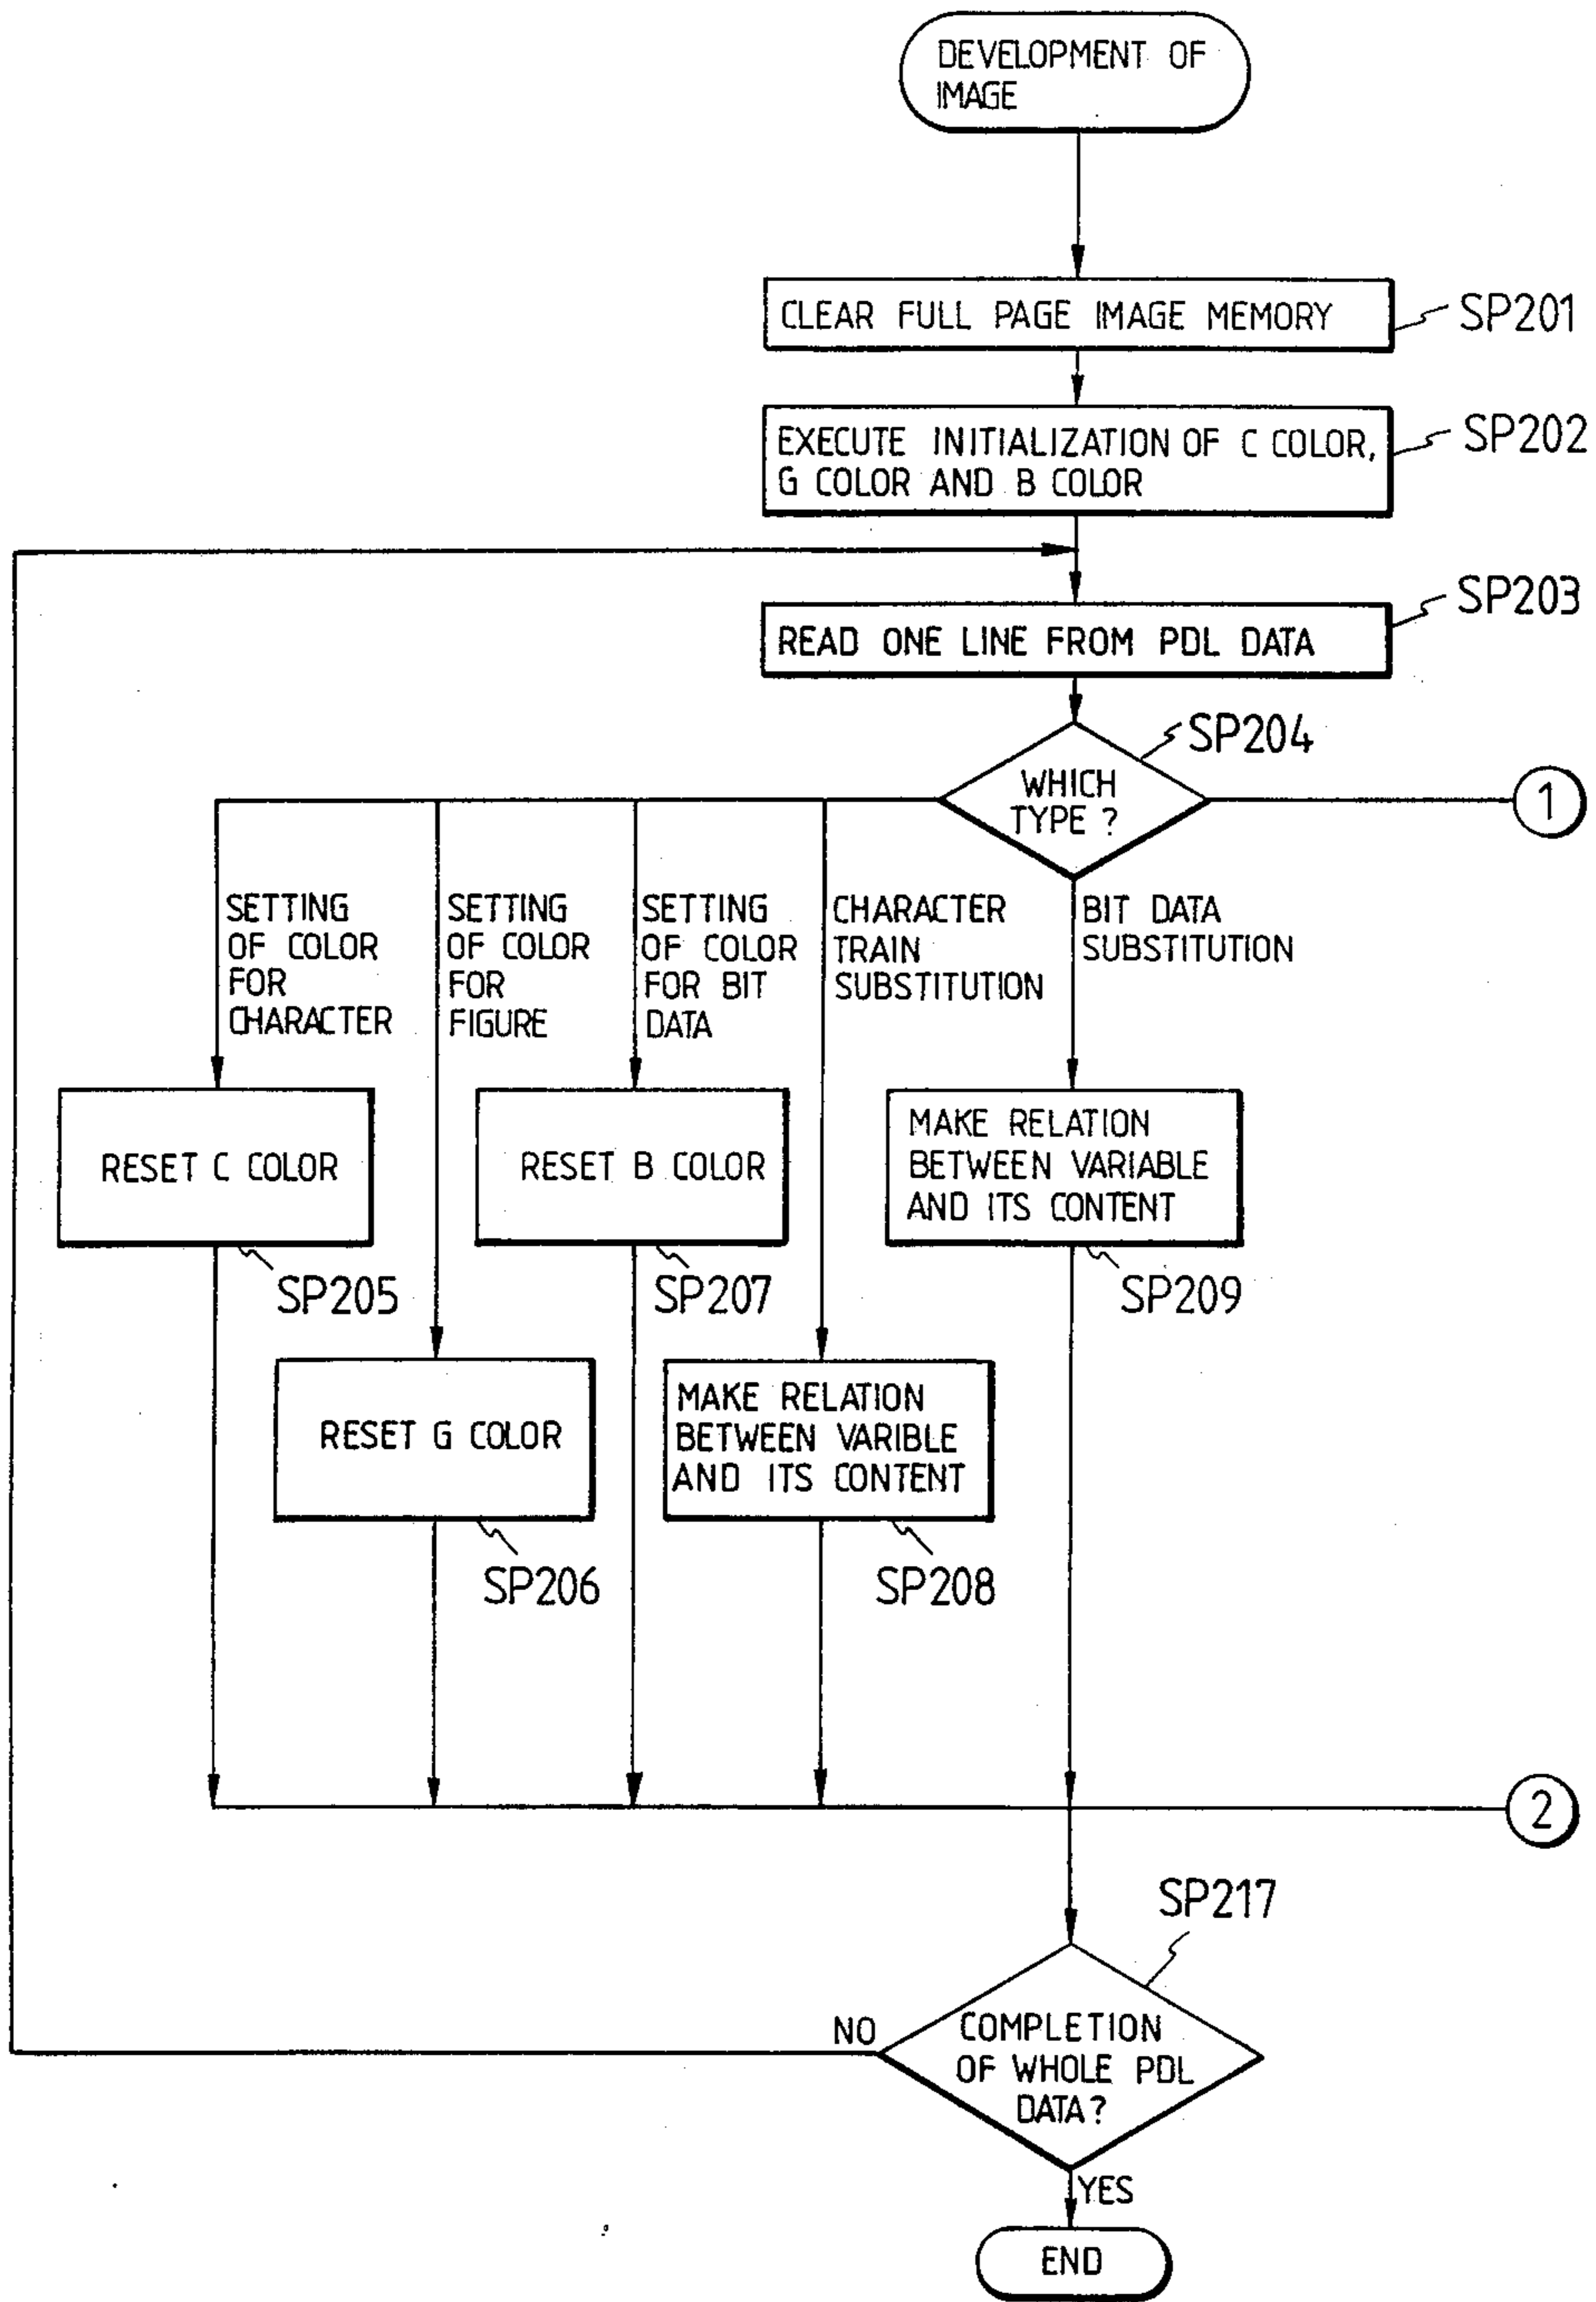 DEVELOPMENT OF
IMAGE
CLEAR FULL PAGE IMAGE MEMORY
SP201
EXECUTE INITIALIZATION OF C COLOR,
G COLOR AND B COLOR
SP202
READ ONE LINE FROM PDL DATA
SP203
SP204
WHICH
TYPE ?
1
SETTING
OF COLOR
FOR
CHARACTER
SETTING
OF COLOR
FOR
FIGURE
SETTING
OF COLOR
FOR BIT
DATA
CHARACTER
TRAIN
SUBSTITUTION
BIT DATA
SUBSTITUTION
RESET C COLOR
SP205
RESET B COLOR
SP207
MAKE RELATION
BETWEEN VARIABLE
AND ITS CONTENT
SP209
RESET G COLOR
SP206
MAKE RELATION
BETWEEN VARIBLE
AND ITS CONTENT
SP208
2
SP217
COMPLETION
OF WHOLE PDL
DATA?
NO
YES
END